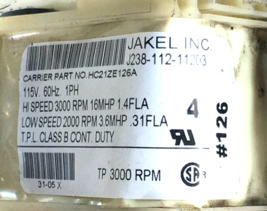 JAKEL INC.
J238-112-11203
CARRIER PART NO. HC21ZE126A
115V. 60Hz. 1PH
HI SPEED 3000 RPM 16MHP 1.4FLA
LOW SPEED 2000 RPM 3.6MHP .31FLA
T.P.L. CLASS B CONT. DUTY.
4
#126
31-05 X
TP 3000 RPM